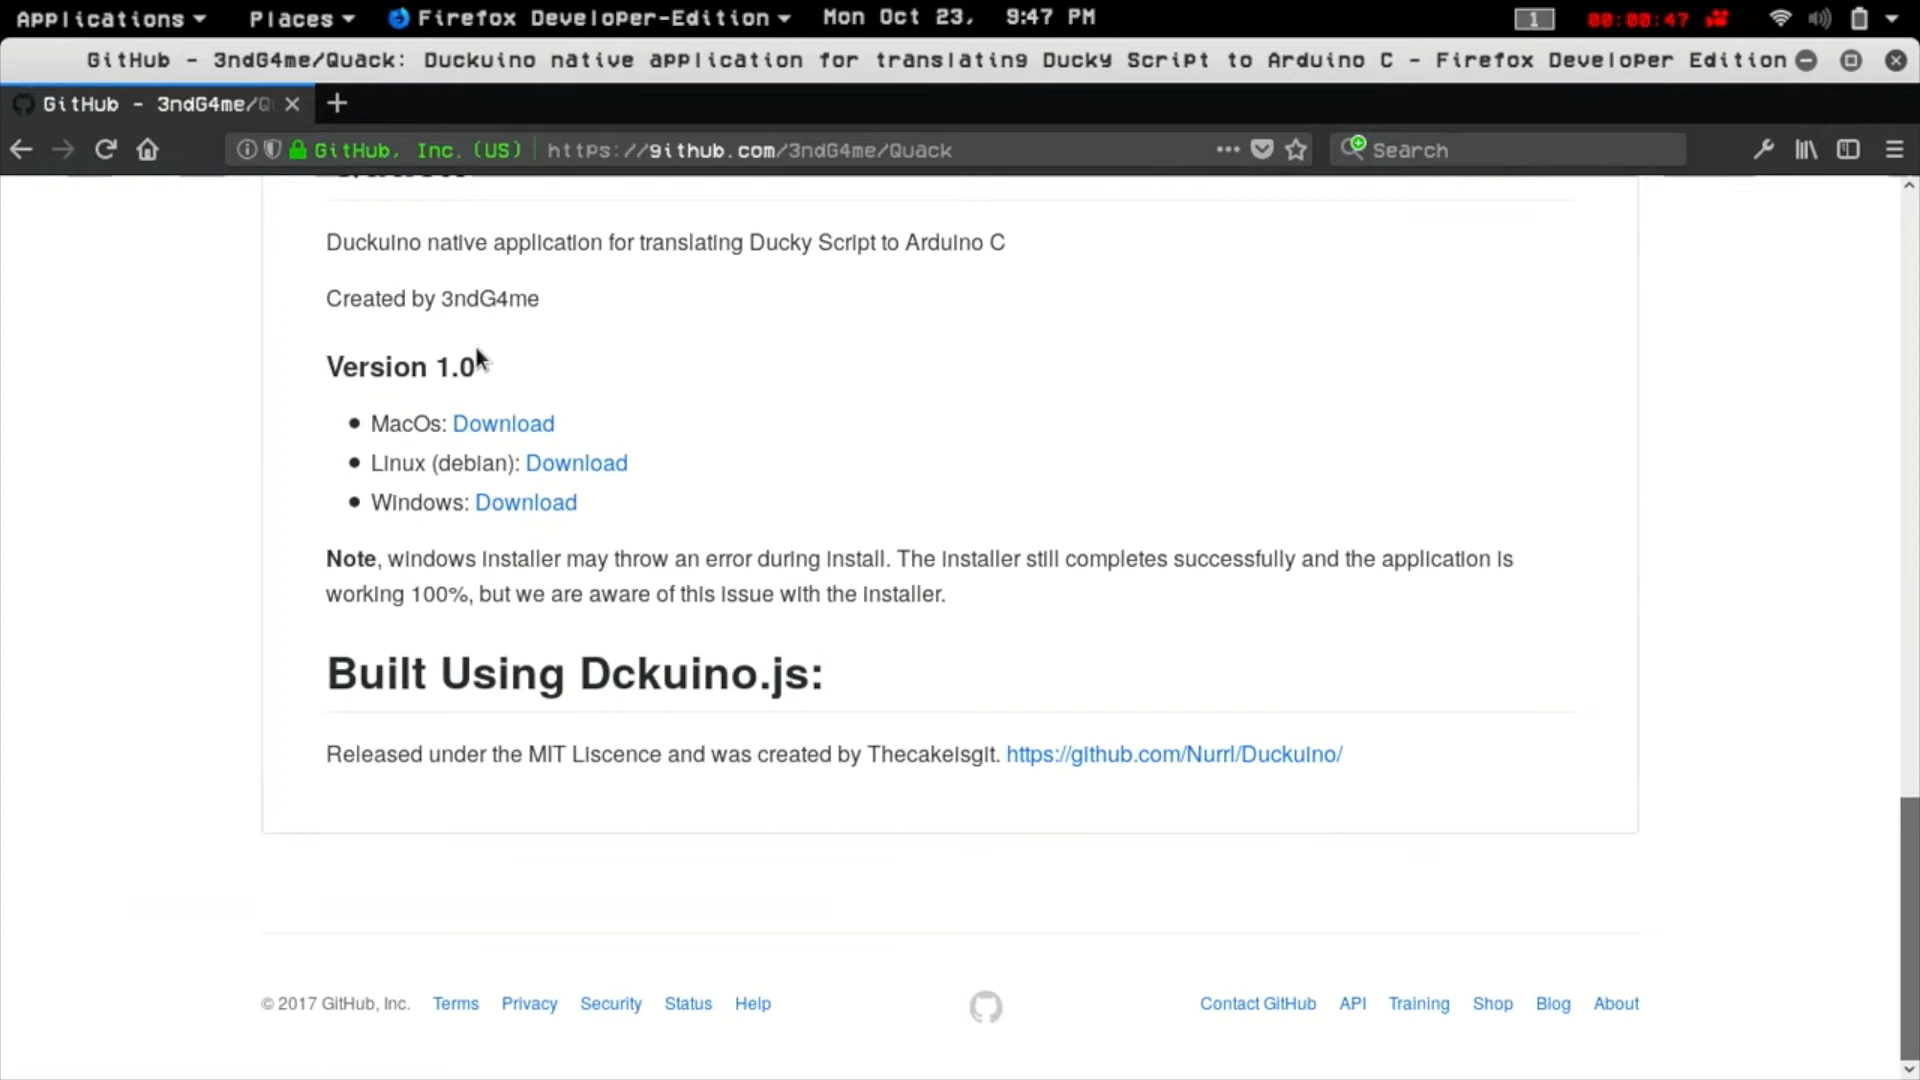 Applications Places Firefox Developer-Edition Mon Oct 23, 9:47 PM 1 00:00:47
GitHub - 3ndG4me/Quack: Duckuino native application for translating Ducky Script to Arduino C - Firefox Developer Edition
GitHub - 3ndG4me/Q
GitHub, Inc. (US) https://github.com/3ndG4me/Quack Search
Duckuino native application for translating Ducky Script to Arduino C
Created by 3ndG4me
Version 1.0
MacOs: Download
Linux (debian): Download
Windows: Download
Note, windows installer may throw an error during install. The installer still completes successfully and the application is
working 100%, but we are aware of this issue with the installer.
Built Using Dckuino.js:
Released under the MIT Liscence and was created by Thecakeisgit. https://github.com/Nurrl/Duckuino/
© 2017 GitHub, Inc. Terms Privacy Security Status Help Contact GitHub API Training Shop Blog About